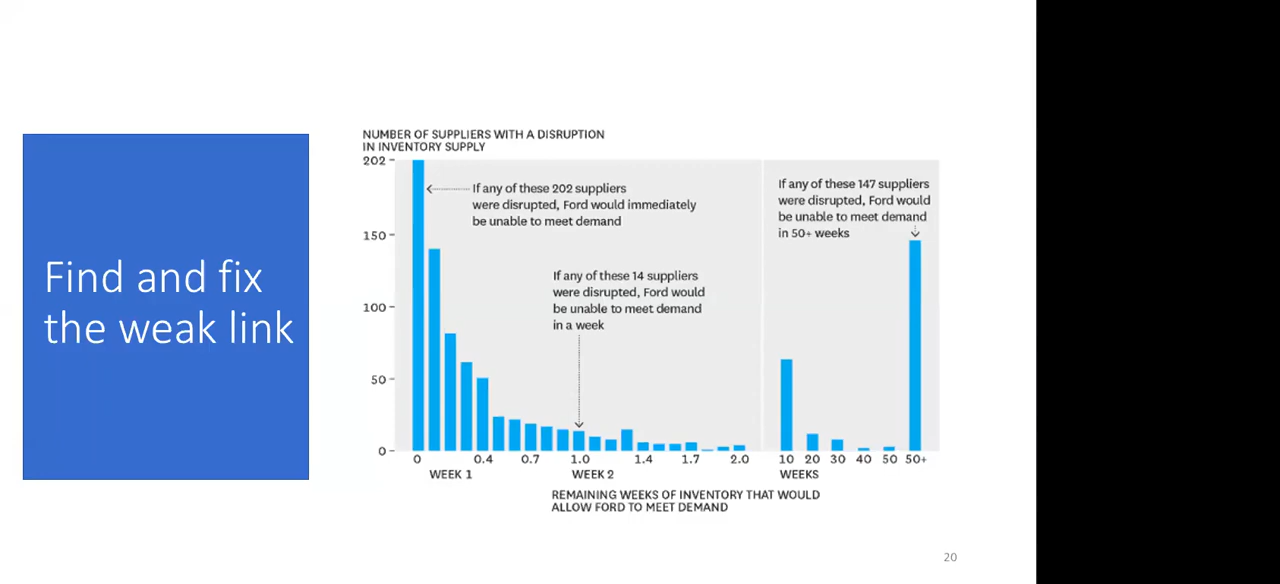 Find and fix
the weak link
NUMBER OF SUPPLIERS WITH A DISRUPTION
IN INVENTORY SUPPLY
202
150
100
50
0
If any of these 202 suppliers
were disrupted, Ford would immediately
be unable to meet demand
If any of these 14 suppliers
were disrupted, Ford would
be unable to meet demand
in a week
If any of these 147 suppliers
were disrupted, Ford would
be unable to meet demand
in 50+ weeks
0 0.4 0.7 1.0 1.4 1.7 2.0 10 20 30 40 50 50+
WEEK 1 WEEK 2 WEEKS
REMAINING WEEKS OF INVENTORY THAT WOULD
ALLOW FORD TO MEET DEMAND
20